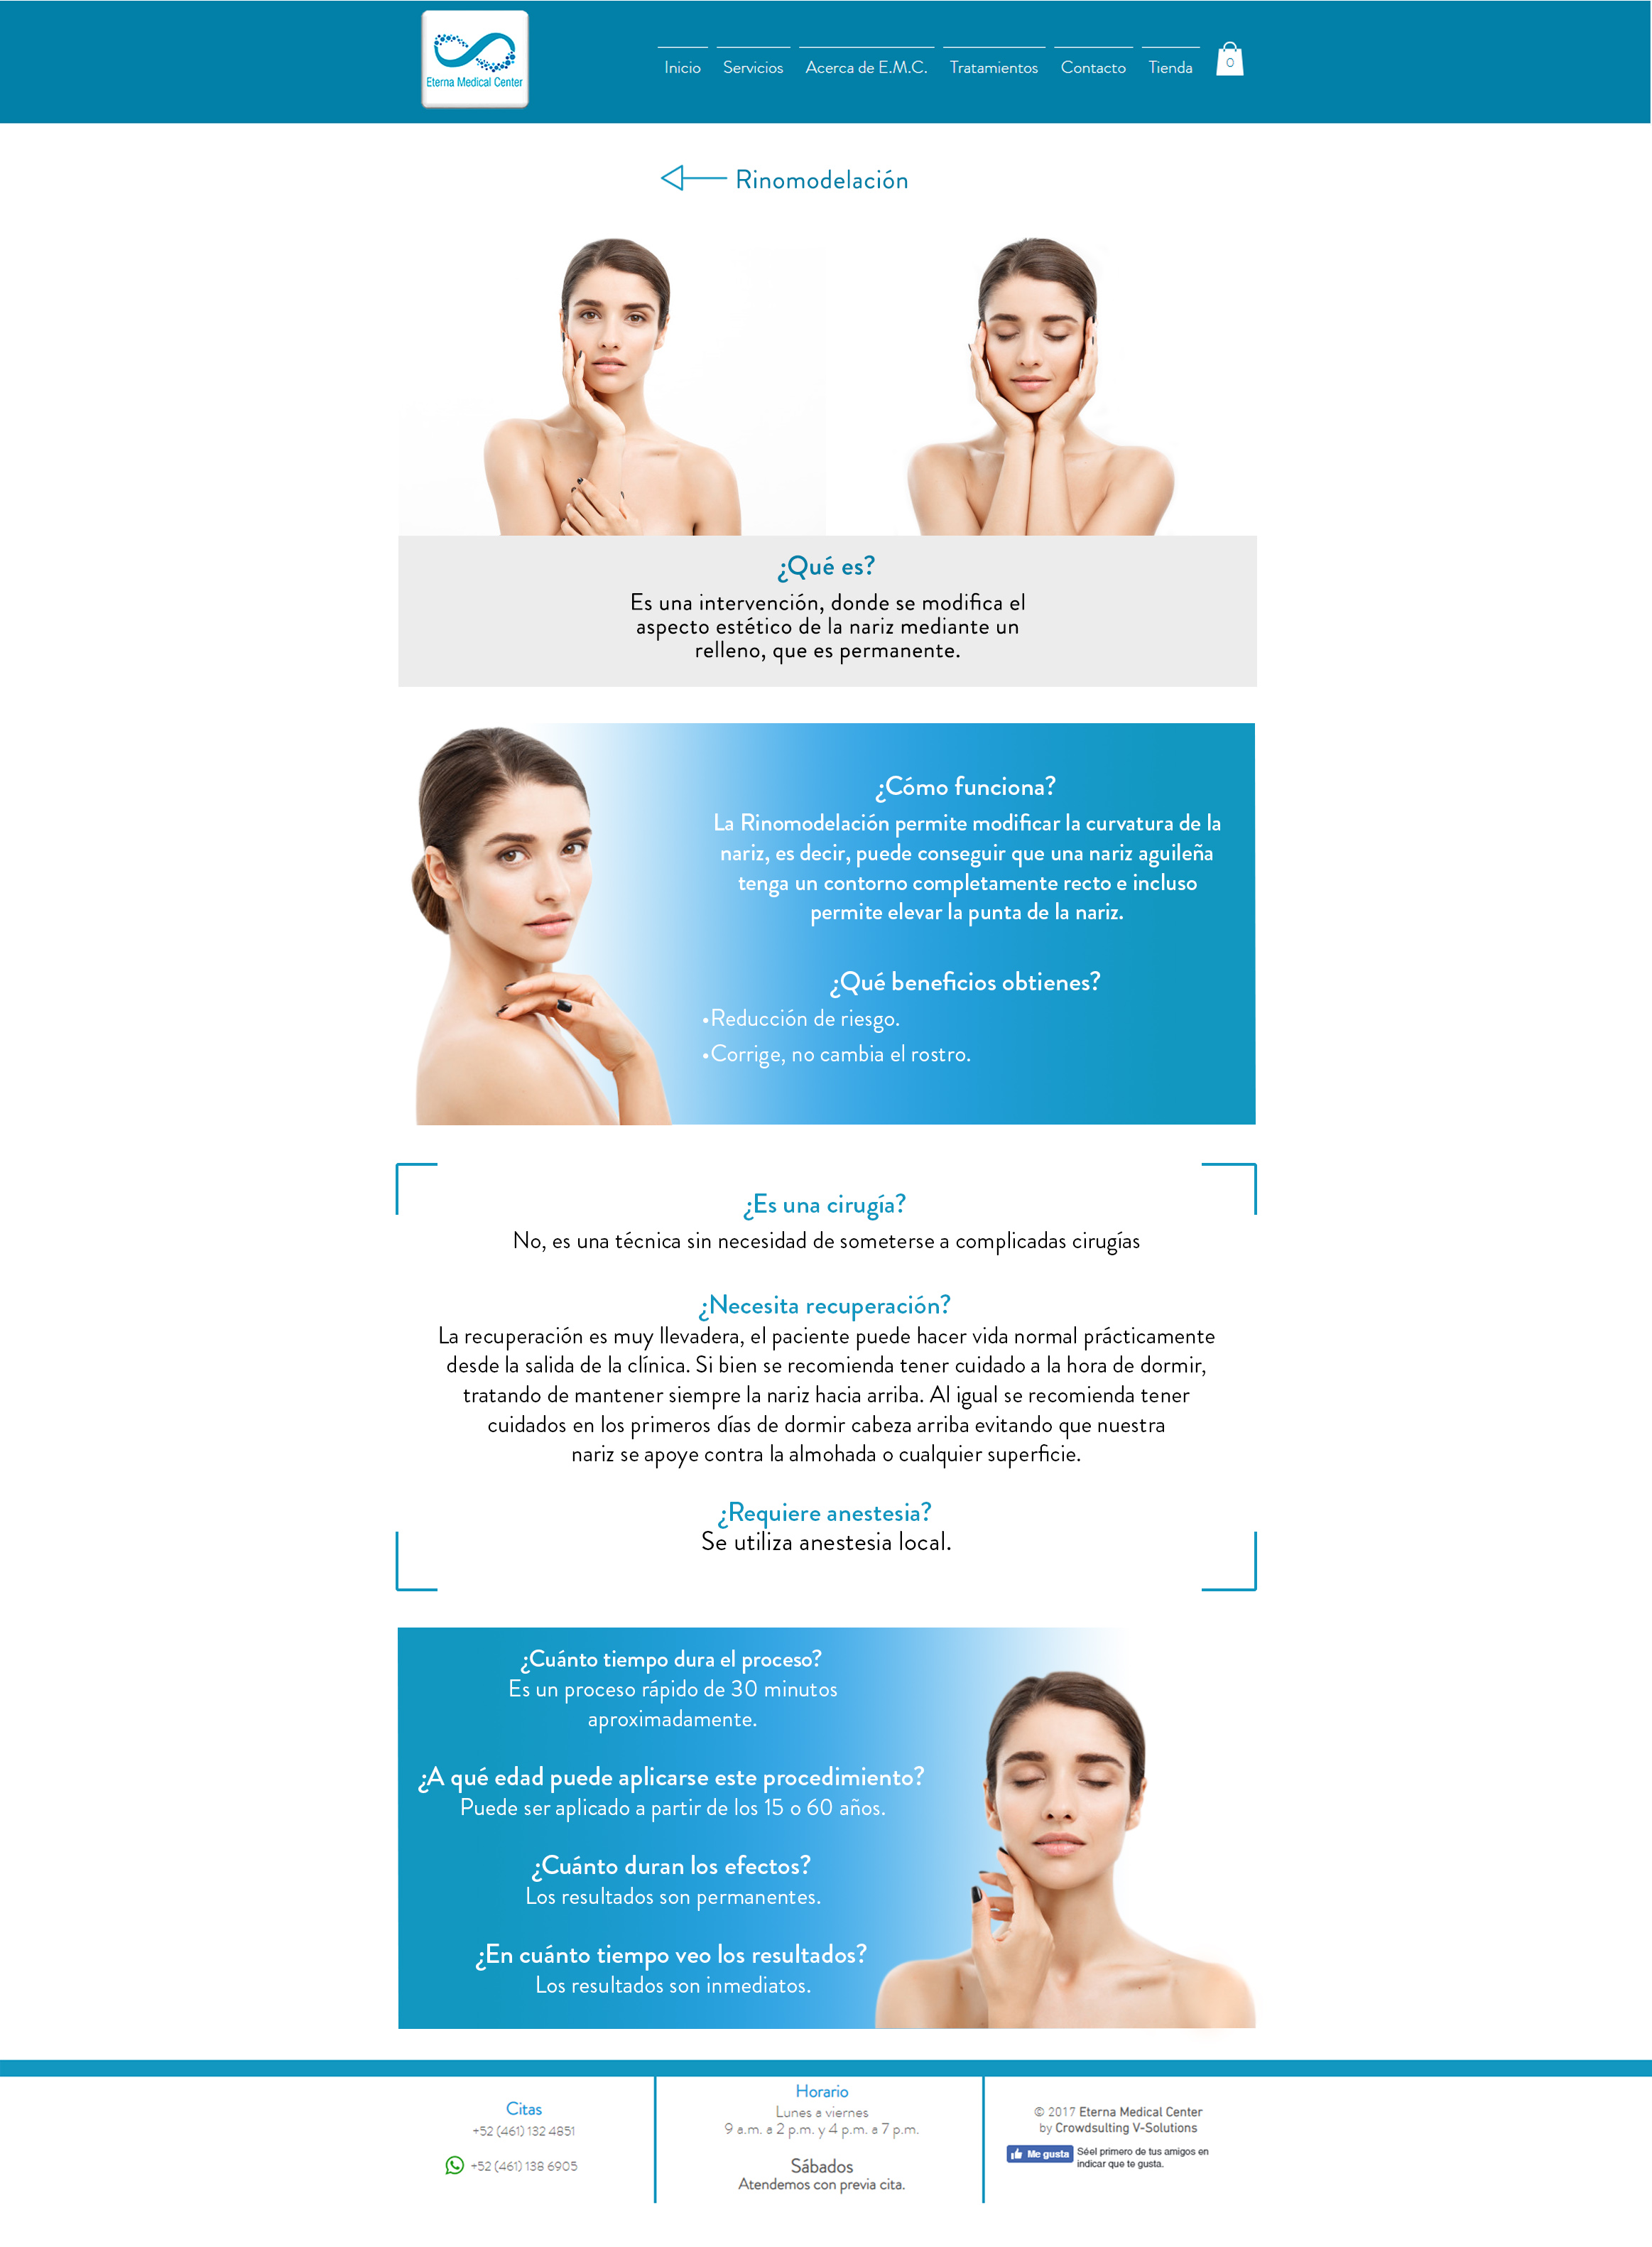 Eterna Medical Center
Inicio
Servicios
Acerca de E.M.C.
Tratamientos
Contacto
Tienda
0
Rinomodelación
¿Qué es?
Es una intervención, donde se modifica el
aspecto estético de la nariz mediante un
relleno, que es permanente.
¿Cómo funciona?
La Rinomodelación permite modificar la curvatura de la
nariz, es decir, puede conseguir que una nariz aguileña
tenga un contorno completamente recto e incluso
permite elevar la punta de la nariz.
¿Qué beneficios obtienes?
•Reducción de riesgo.
•Corrige, no cambia el rostro.
¿Es una cirugía?
No, es una técnica sin necesidad de someterse a complicadas cirugías
¿Necesita recuperación?
La recuperación es muy llevadera, el paciente puede hacer vida normal prácticamente
desde la salida de la clínica. Si bien se recomienda tener cuidado a la hora de dormir,
tratando de mantener siempre la nariz hacia arriba. Al igual se recomienda tener
cuidados en los primeros días de dormir cabeza arriba evitando que nuestra
nariz se apoye contra la almohada o cualquier superficie.
¿Requiere anestesia?
Se utiliza anestesia local.
¿Cuánto tiempo dura el proceso?
Es un proceso rápido de 30 minutos
aproximadamente.
¿A qué edad puede aplicarse este procedimiento?
Puede ser aplicado a partir de los 15 o 60 años.
¿Cuánto duran los efectos?
Los resultados son permanentes.
¿En cuánto tiempo veo los resultados?
Los resultados son inmediatos.
Citas
+52 (461) 132 4851
+52 (461) 138 6905
Horario
Lunes a viernes
9 a.m. a 2 p.m. y 4 p.m. a 7 p.m.
Sábados
Atendemos con previa cita.
© 2017 Eterna Medical Center
by Crowdsulting V-Solutions
Me gusta
Séel primero de tus amigos en
indicar que te gusta.